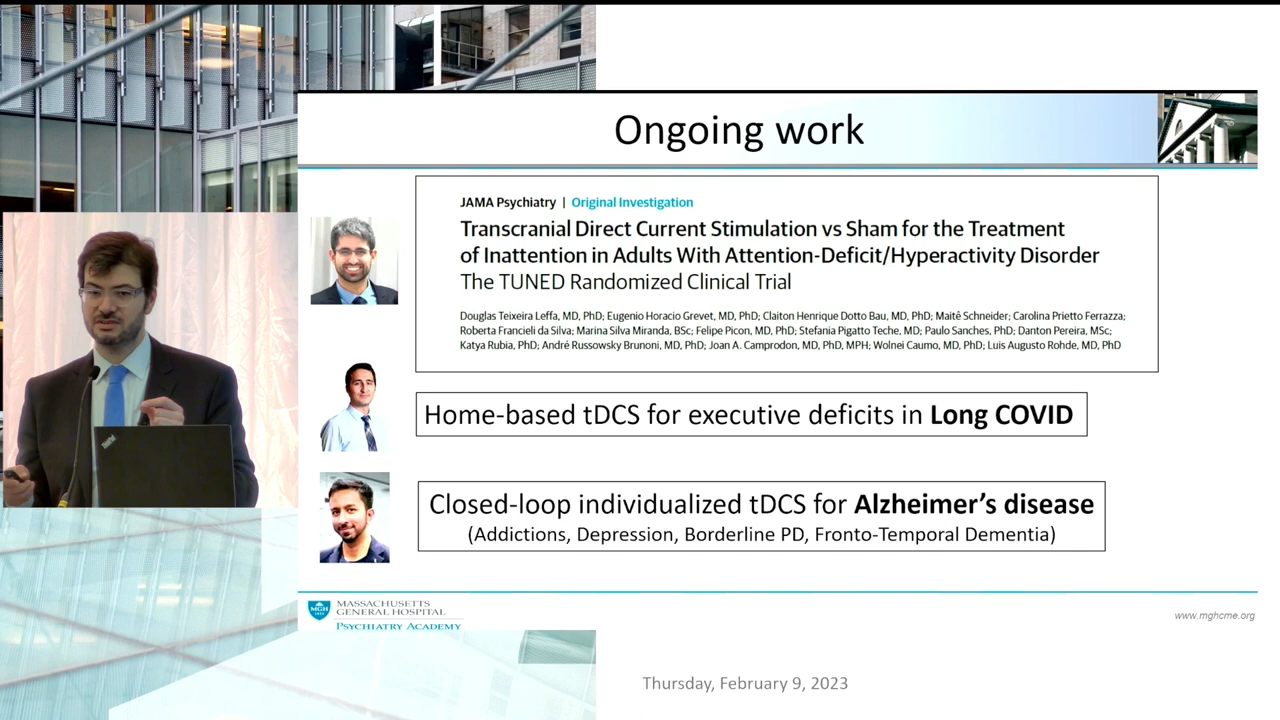 Ongoing work
JAMA Psychiatry | Original Investigation
Transcranial Direct Current Stimulation vs Sham for the Treatment
of Inattention in Adults With Attention-Deficit/Hyperactivity Disorder
The TUNED Randomized Clinical Trial
Douglas Teixeira Leffa, MD, PhD; Eugenio Horacio Grevet, MD, PhD; Claiton Henrique Dotto Bau, MD, PhD; Maitê Schneider; Carolina Prietto Ferrazza;
Roberta Francieli da Silva; Marina Silva Miranda, BSc; Felipe Picon, MD, PhD; Stefania Pigatto Teche, MD; Paulo Sanches, PhD; Danton Pereira, MSc;
Katya Rubia, PhD; André Russowsky Brunoni, MD, PhD; Joan A. Camprodon, MD, PhD, MPH; Wolnei Caumo, MD, PhD; Luis Augusto Rohde, MD, PhD
Home-based tDCS for executive deficits in Long COVID
Closed-loop individualized tDCS for Alzheimer's disease
(Addictions, Depression, Borderline PD, Fronto-Temporal Dementia)
ThinkPad
MGH
1811
MASSACHUSETTS
GENERAL HOSPITAL
PSYCHIATRY ACADEMY
www.mghcme.org
Thursday, February 9, 2023